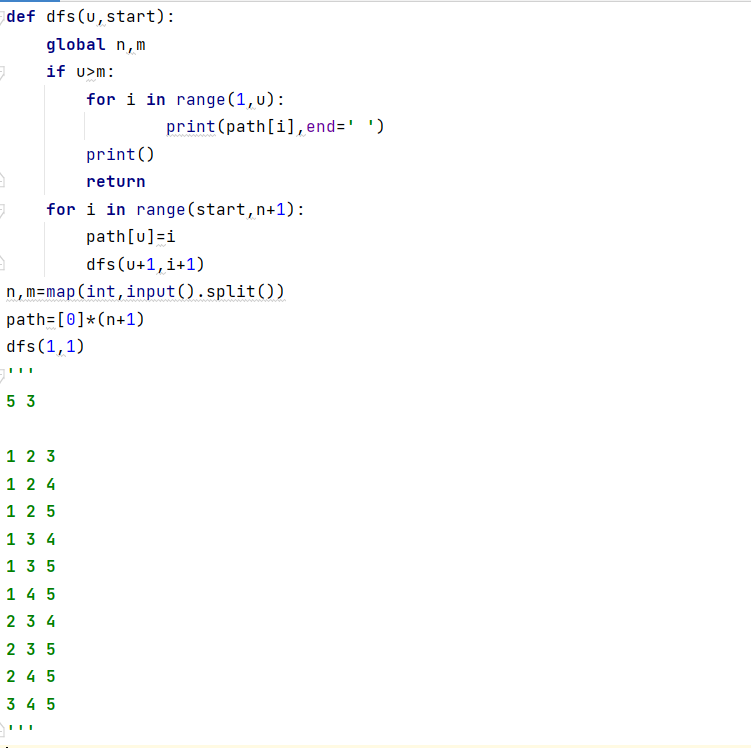 def dfs(u,start):
    global n,m
    if u>m:
        for i in range(1,u):
                print(path[i],end=' ')
        print()
        return
    for i in range(start,n+1):
        path[u]=i
        dfs(u+1,i+1)
n,m=map(int,input().split())
path=[0]*(n+1)
dfs(1,1)
'''
5 3

1 2 3
1 2 4
1 2 5
1 3 4
1 3 5
1 4 5
2 3 4
2 3 5
2 4 5
3 4 5
'''